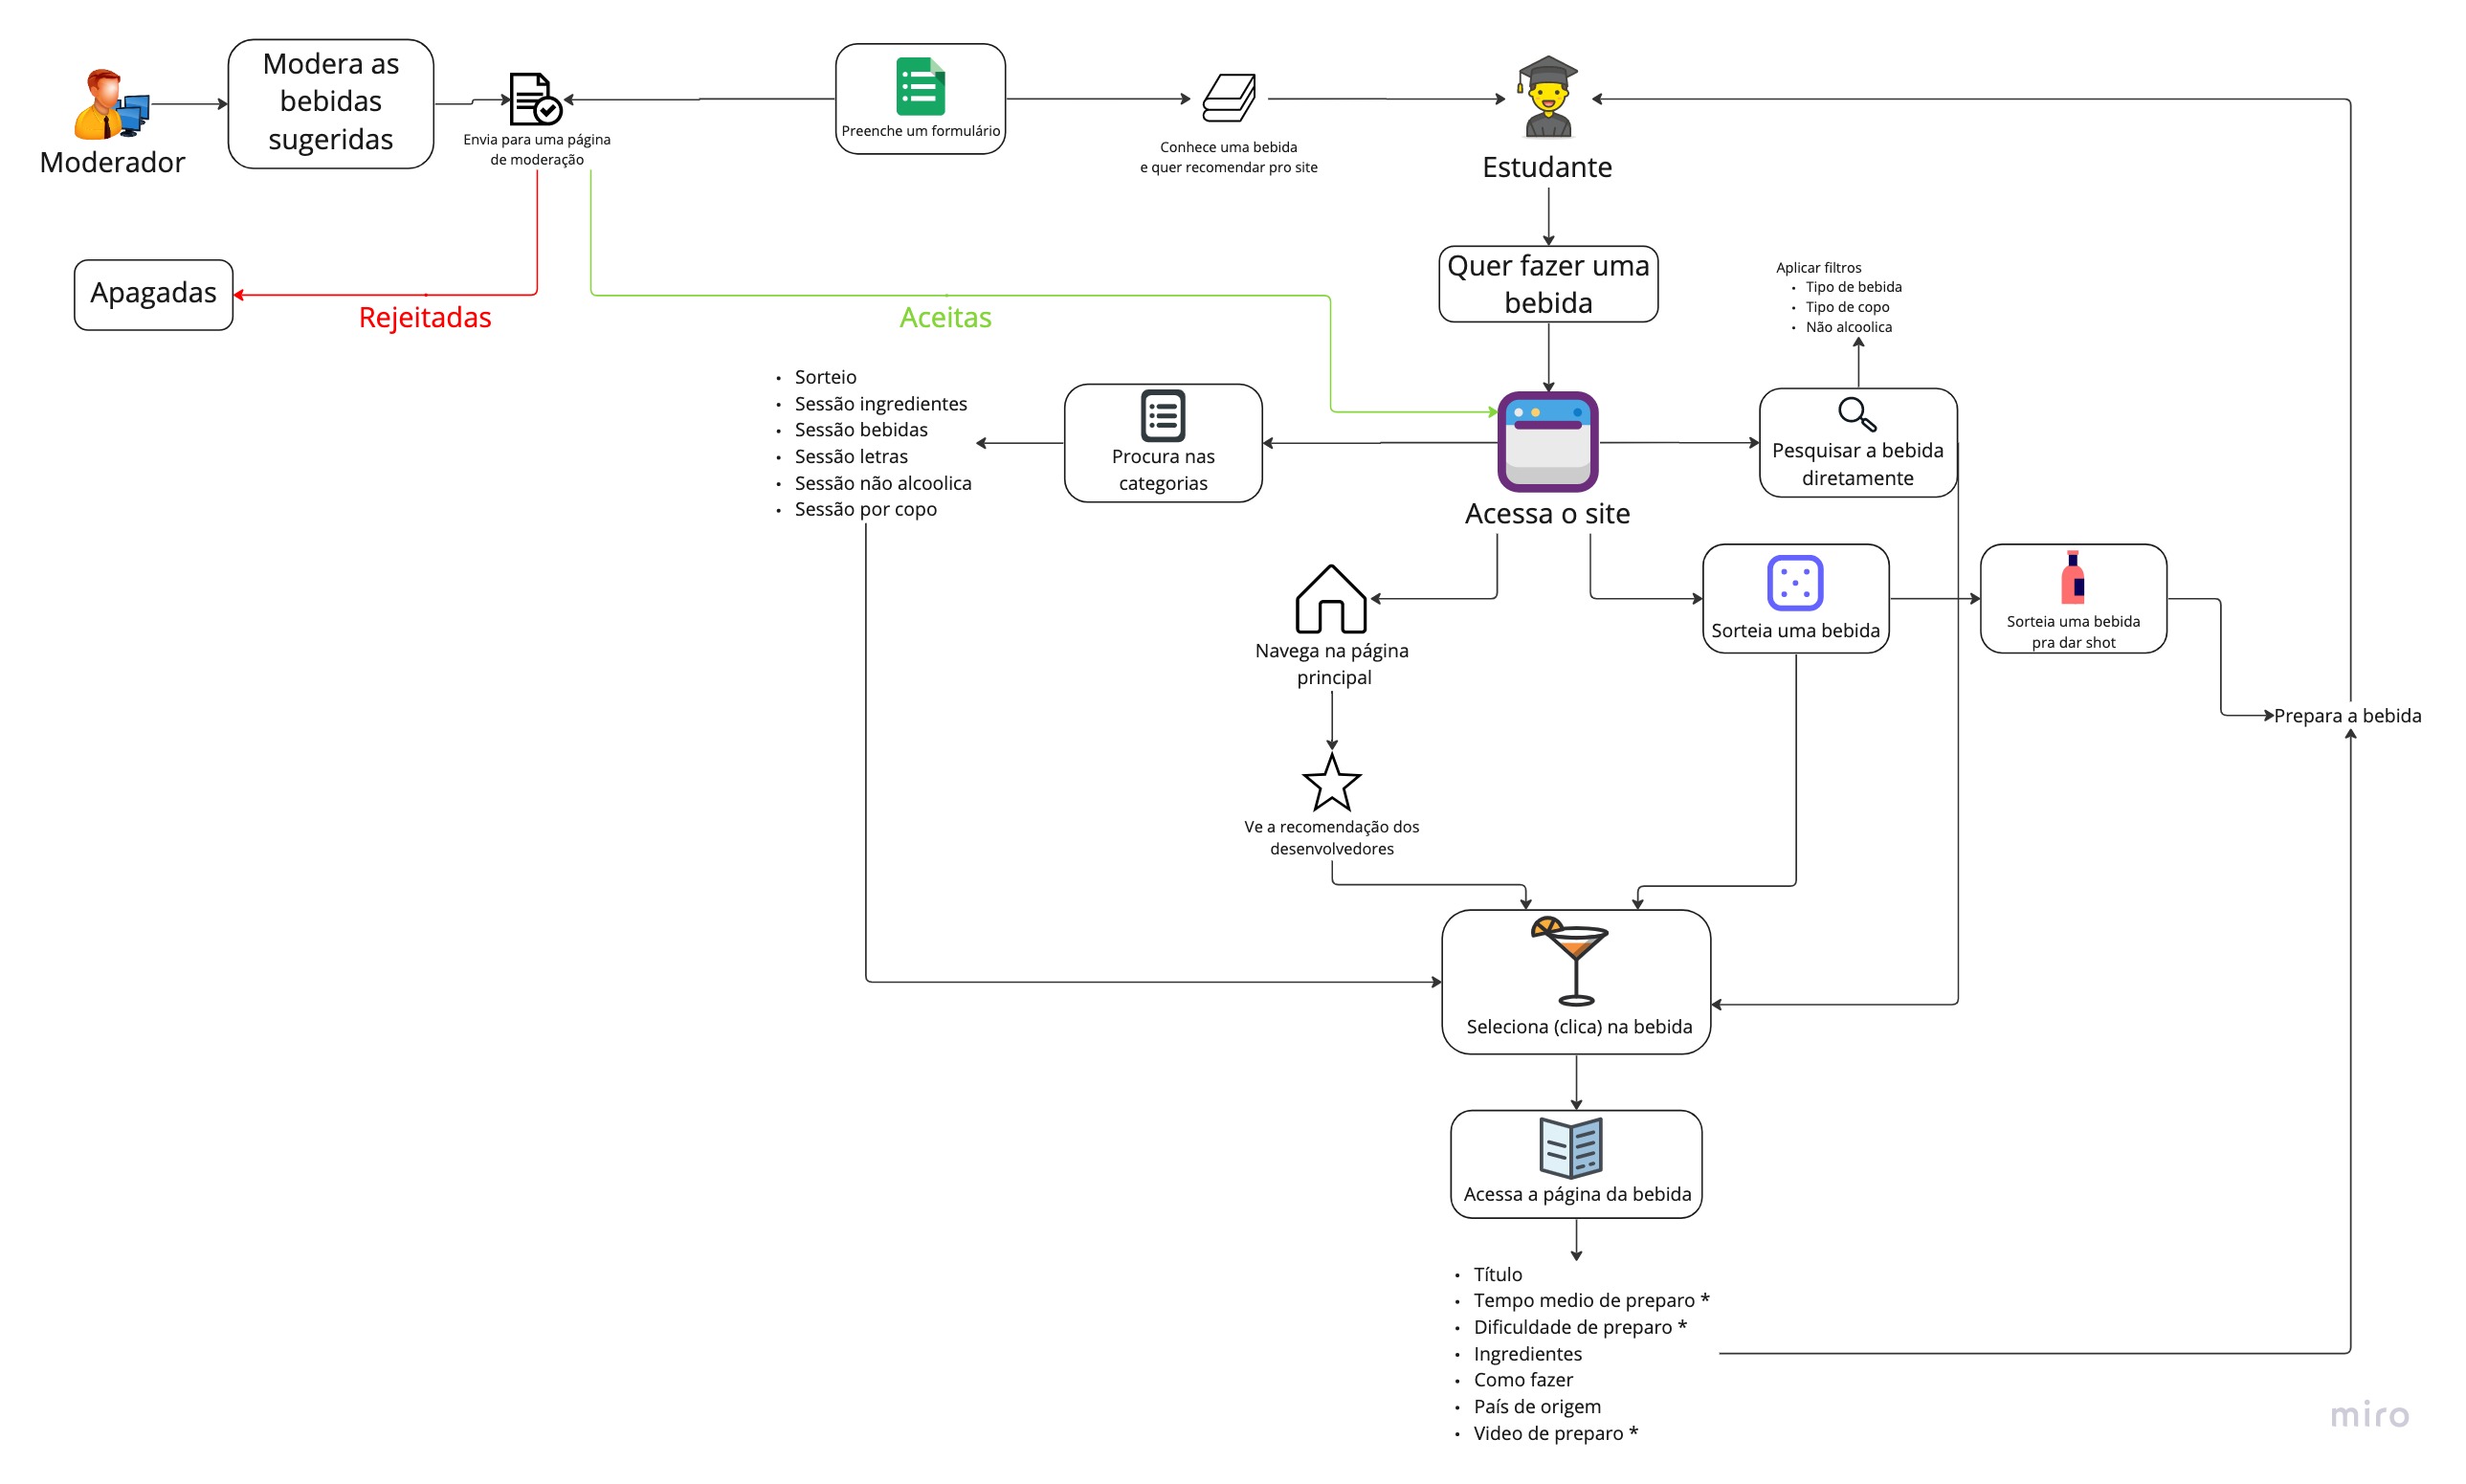 Moderador
Modera as
bebidas
sugeridas
Envia para uma página
de moderação
Preenche um formulário
Conhece uma bebida
e quer recomendar pro site
Estudante
Apagadas
Rejeitadas
Aceitas
Quer fazer uma
bebida
Aplicar filtros
• Tipo de bebida
• Tipo de copo
• Não alcoolica
• Sorteio
• Sessão ingredientes
• Sessão bebidas
• Sessão letras
• Sessão não alcoolica
• Sessão por copo
Procura nas
categorias
Acessa o site
Pesquisar a bebida
diretamente
Navega na página
principal
Sorteia uma bebida
Sorteia uma bebida
pra dar shot
Prepara a bebida
Ve a recomendação dos
desenvolvedores
Seleciona (clica) na bebida
Acessa a página da bebida
• Título
• Tempo medio de preparo *
• Dificuldade de preparo *
• Ingredientes
• Como fazer
• País de origem
• Video de preparo *
miro